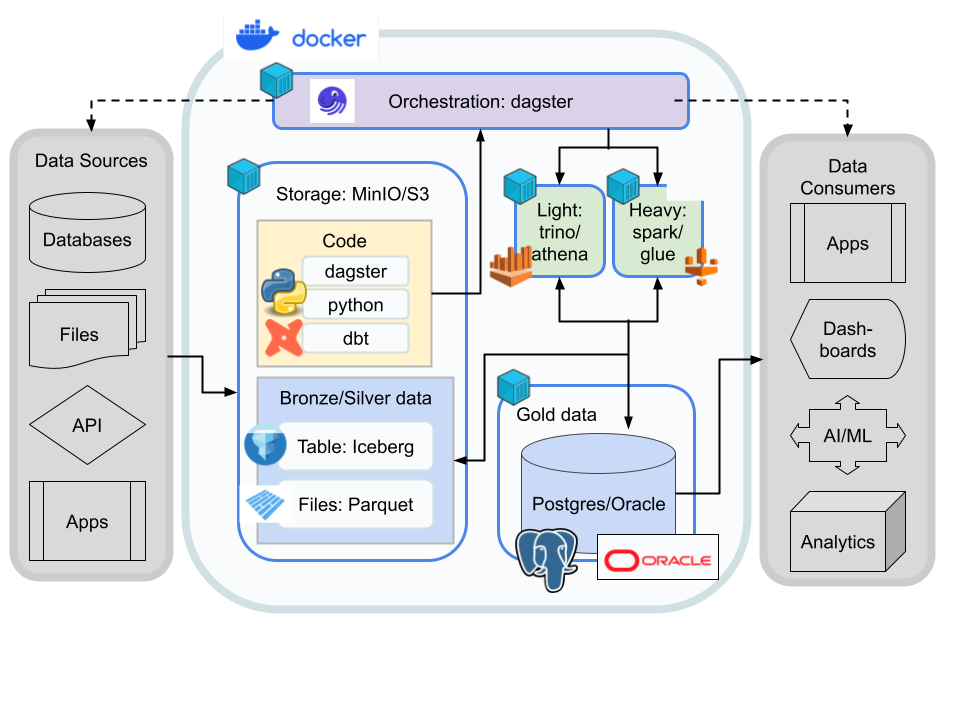 docker
Orchestration: dagster
Data Sources
Databases
Files
API
Apps
Storage: MinIO/S3
Code
dagster
python
dbt
Bronze/Silver data
Table: Iceberg
Files: Parquet
Light:
trino/
athena
Heavy:
spark/
glue
Gold data
Postgres/Oracle
ORACLE
Data
Consumers
Apps
Dash-
boards
AI/ML
Analytics